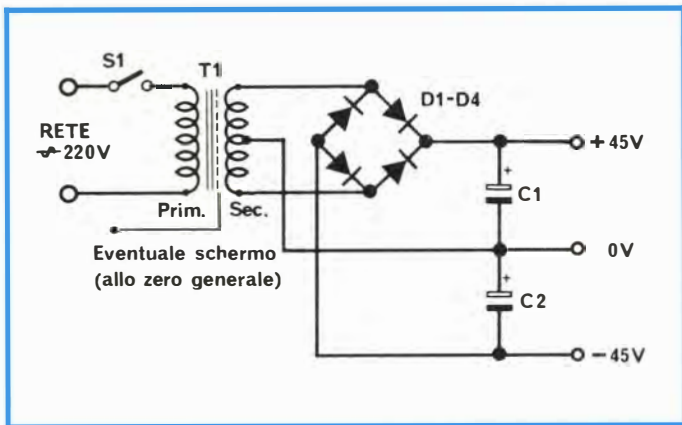 S1
T1
D1-D4
RETE
220V
+ 45V
C1
+
Prim.
Sec.
0V
Eventuale schermo
(allo zero generale)
+
C2
- 45V